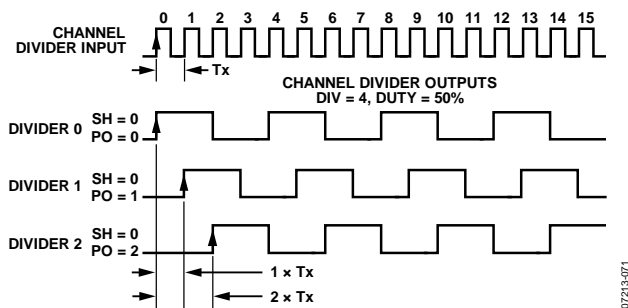 0 1 2 3 4 5 6 7 8 9 10 11 12 13 14 15
CHANNEL
DIVIDER INPUT
Tx
CHANNEL DIVIDER OUTPUTS
DIV = 4, DUTY = 50%
DIVIDER 0 SH = 0
PO = 0
DIVIDER 1 SH = 0
PO = 1
DIVIDER 2 SH = 0
PO = 2
1 × Tx
2 × Tx
07213-071